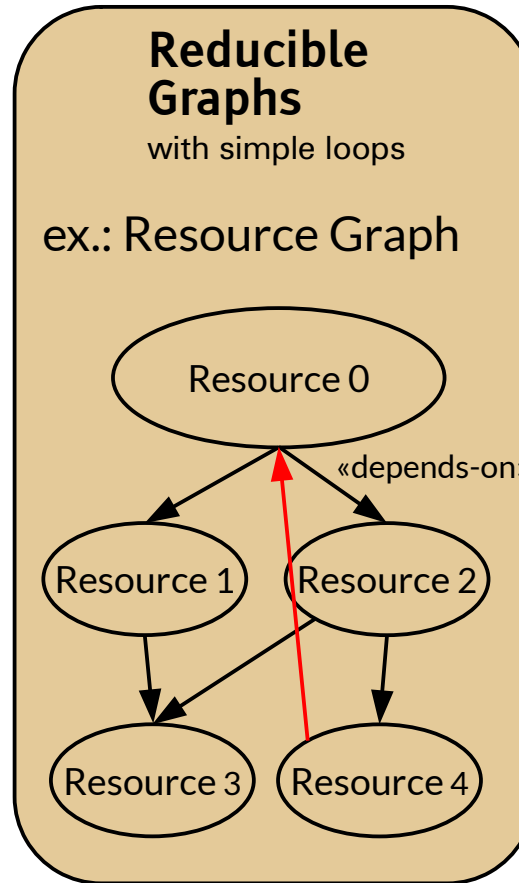 Reducible
Graphs
with simple loops
ex.: Resource Graph
Resource 0
«depends-on»
Resource 1
Resource 2
Resource 3
Resource 4